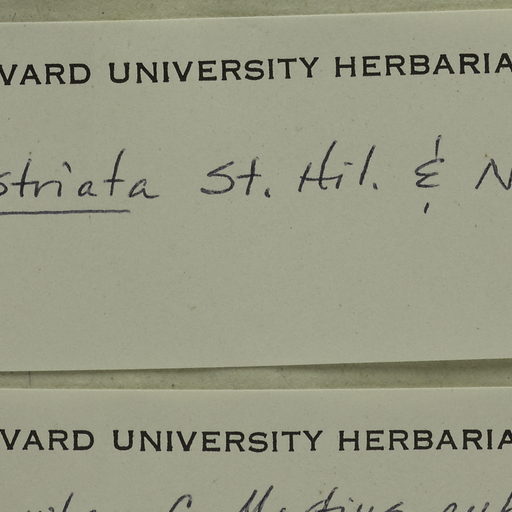 VARD UNIVERSITY HERBARIA
striata St. Hil. & N
VARD UNIVERSITY HERBARIA